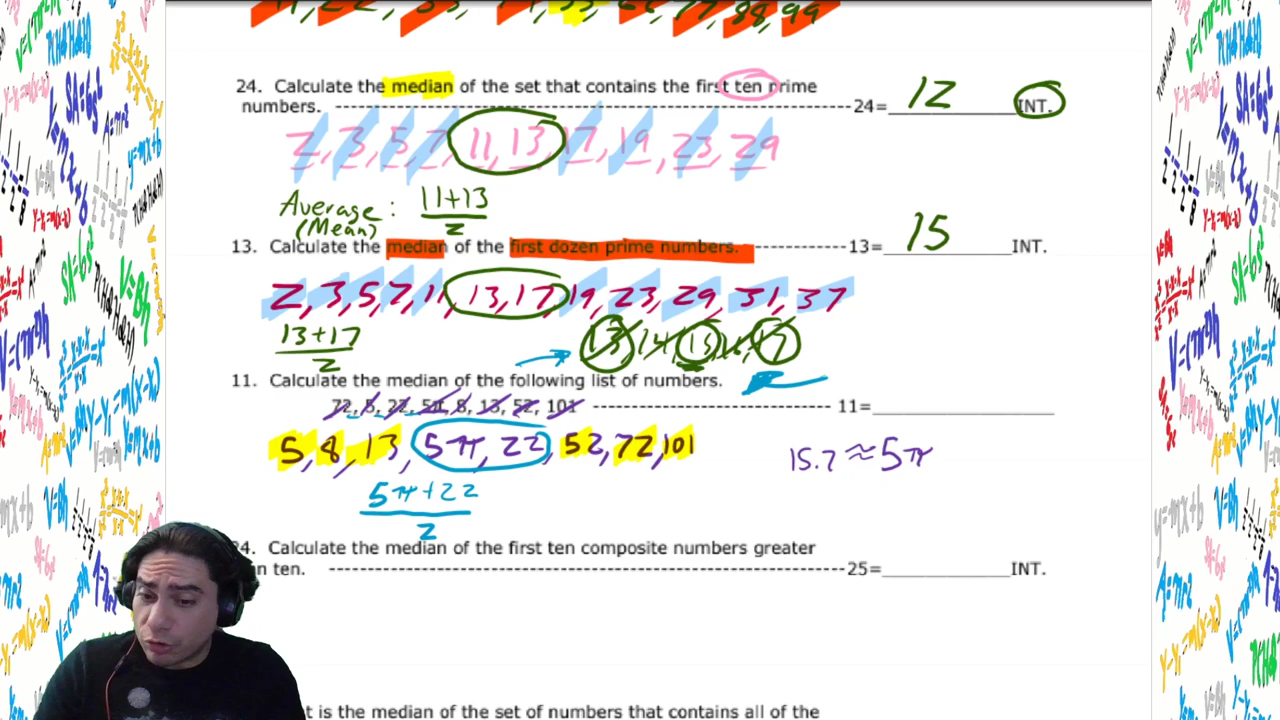 24. Calculate the median of the set that contains the first ten prime
numbers. 24= 12 INT.
2, 3, 5, 7, 11, 13, 17, 19, 23, 29
Average : 11+13
(Mean) 2
13. Calculate the median of the first dozen prime numbers. 13= 15 INT.
2, 3, 5, 7, 11, 13, 17, 19, 23, 29, 31, 37
13+17
2
13, 14, 15, 16, 17
11. Calculate the median of the following list of numbers.
72, 5, 22, 5π, 8, 13, 52, 101 11=
5, 8, 13, 5π, 22, 52, 72, 101
15.7 ≈ 5π
5π+22
2
24. Calculate the median of the first ten composite numbers greater
ten. 25= INT.
is the median of the set of numbers that contains all of the